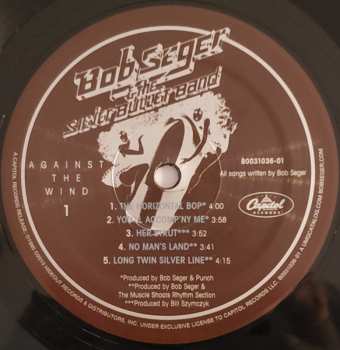 Bob Seger
& the
Silver Bullet Band
AGAINST
THE
WIND
1
B0031036-01
All songs written by Bob Seger
Capitol
RECORDS
1. THE HORIZONTAL BOP* 4:00
2. YOU'LL ACCOMP'NY ME* 3:58
3. HER STRUT*** 3:52
4. NO MAN'S LAND** 3:41
5. LONG TWIN SILVER LINE** 4:15
*Produced by Bob Seger & Punch
**Produced by Bob Seger &
The Muscle Shoals Rhythm Section
***Produced by Bill Szymczyk